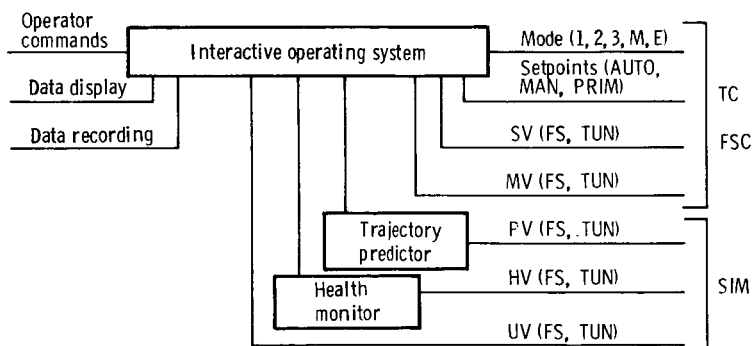 Operator
commands
Interactive operating system
Mode (1, 2, 3, M, E)
Setpoints (AUTO,
MAN, PRIM)
TC
Data display
Data recording
SV (FS, TUN)
FSC
MV (FS, TUN)
Trajectory
predictor
PV (FS, .TUN)
Health
monitor
HV (FS, TUN)
SIM
UV (FS, TUN)